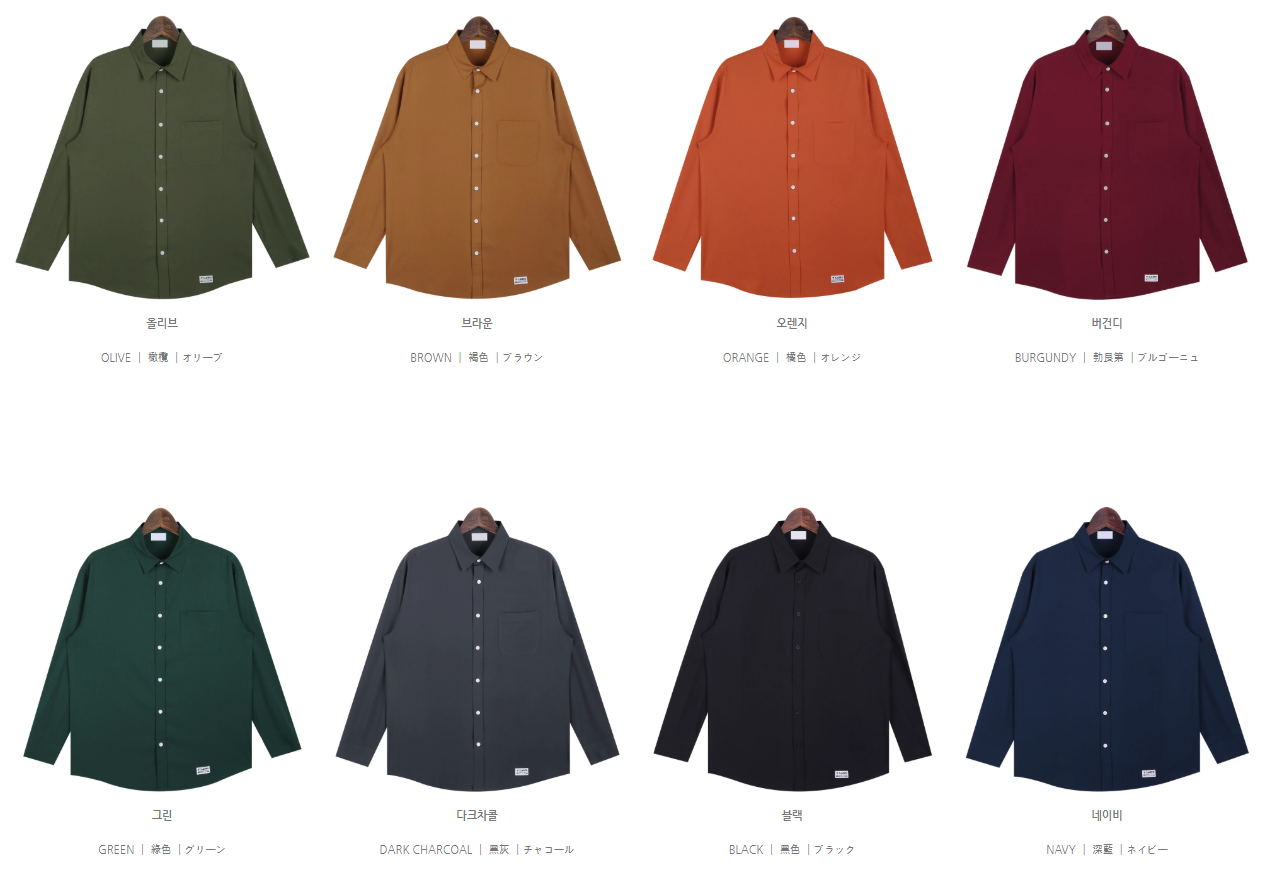 올리브
브라운
오렌지
버건디
OLIVE | 橄欖 | オリーブ
BROWN | 褐色 | ブラウン
ORANGE | 橘色 | オレンジ
BURGUNDY | 勃艮第 | ブルゴーニュ
그린
다크차콜
블랙
네이비
GREEN | 綠色 | グリーン
DARK CHARCOAL | 黑灰 | チャコール
BLACK | 黑色 | ブラック
NAVY | 深藍 | ネイビー